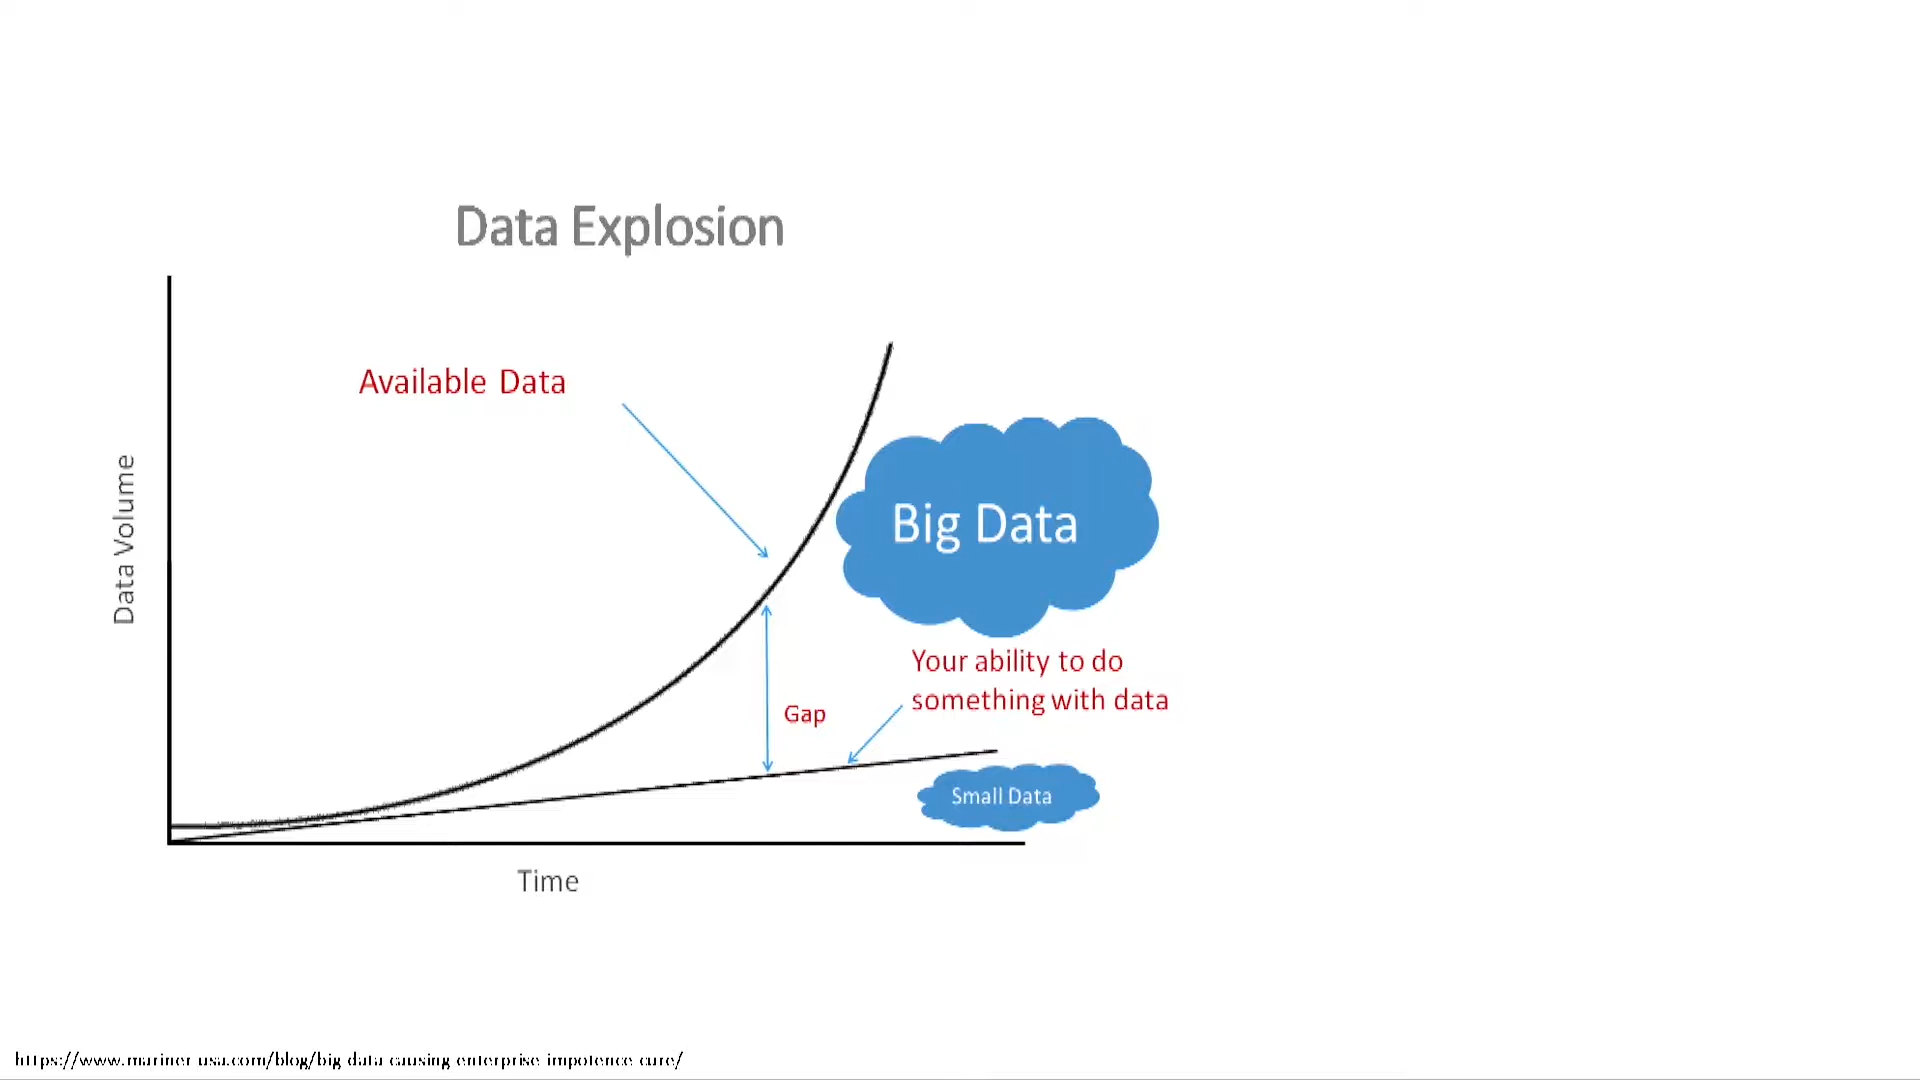 Data Explosion
Available Data
Data Volume
Big Data
Your ability to do
something with data
Gap
Small Data
Time
https://www.mariner-usa.com/blog/big-data-causing-enterprise-impotence-cure/